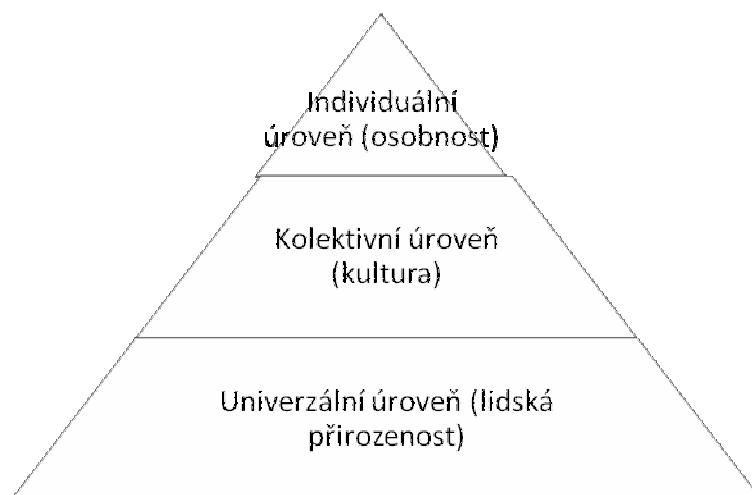 Individuální
úroveň (osobnost)
Kolektivní úroveň
(kultura)
Univerzální úroveň (lidská
přirozenost)